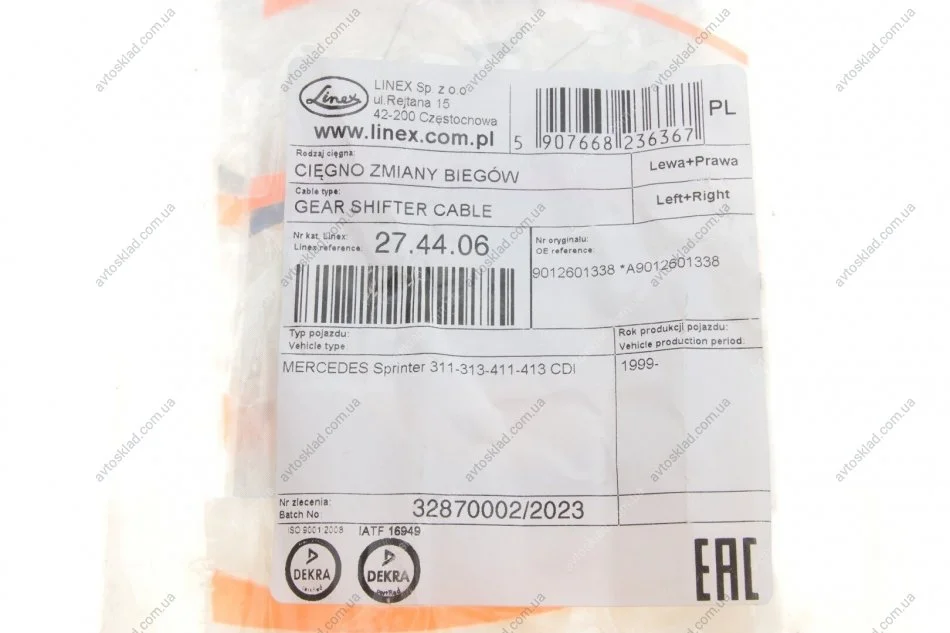 Linex
LINEX Sp. z o.o
ul.Rejtana 15
42-200 Częstocnowa
www.linex.com.pl
5 907668 236367
PL
Rodzaj cięgna:
CIĘGNO ZMIANY BIEGÓW
Lewa+Prawa
Cable type:
GEAR SHIFTER CABLE
Left+Right
Nr kat. Linex:
Linex reference:
27.44.06
Nr oryginału:
OE reference:
9012601338 *A9012601338
Typ pojazdu:
Vehicle type:
Rok produkcji pojazdu:
Vehicle production period:
MERCEDES Sprinter 311-313-411-413 CDI
1999-
Nr zlecenia:
Batch No
32870002/2023
ISO 9001:2008
IATF 16949
DEKRA
DEKRA
EAC
avtosklad.com.ua